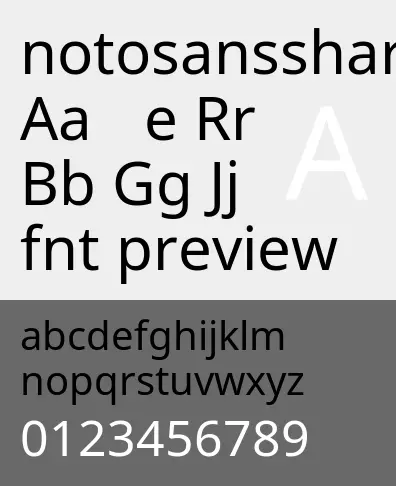 notosansshar
Aa e Rr
A
Bb Gg Jj
fnt preview
abcdefghijklm
nopqrstuvwxyz
0123456789